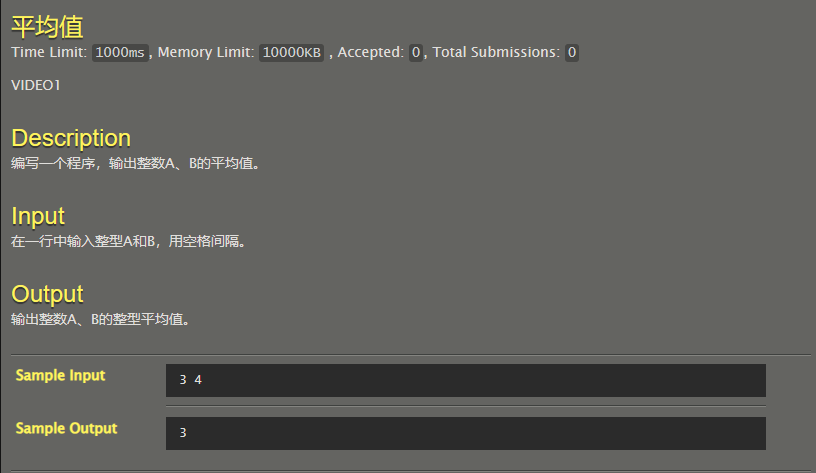 平均值
Time Limit: 1000ms, Memory Limit: 10000KB , Accepted: 0, Total Submissions: 0
VIDEO1
Description
编写一个程序，输出整数A、B的平均值。
Input
在一行中输入整型A和B，用空格间隔。
Output
输出整数A、B的整型平均值。
Sample Input
3 4
Sample Output
3